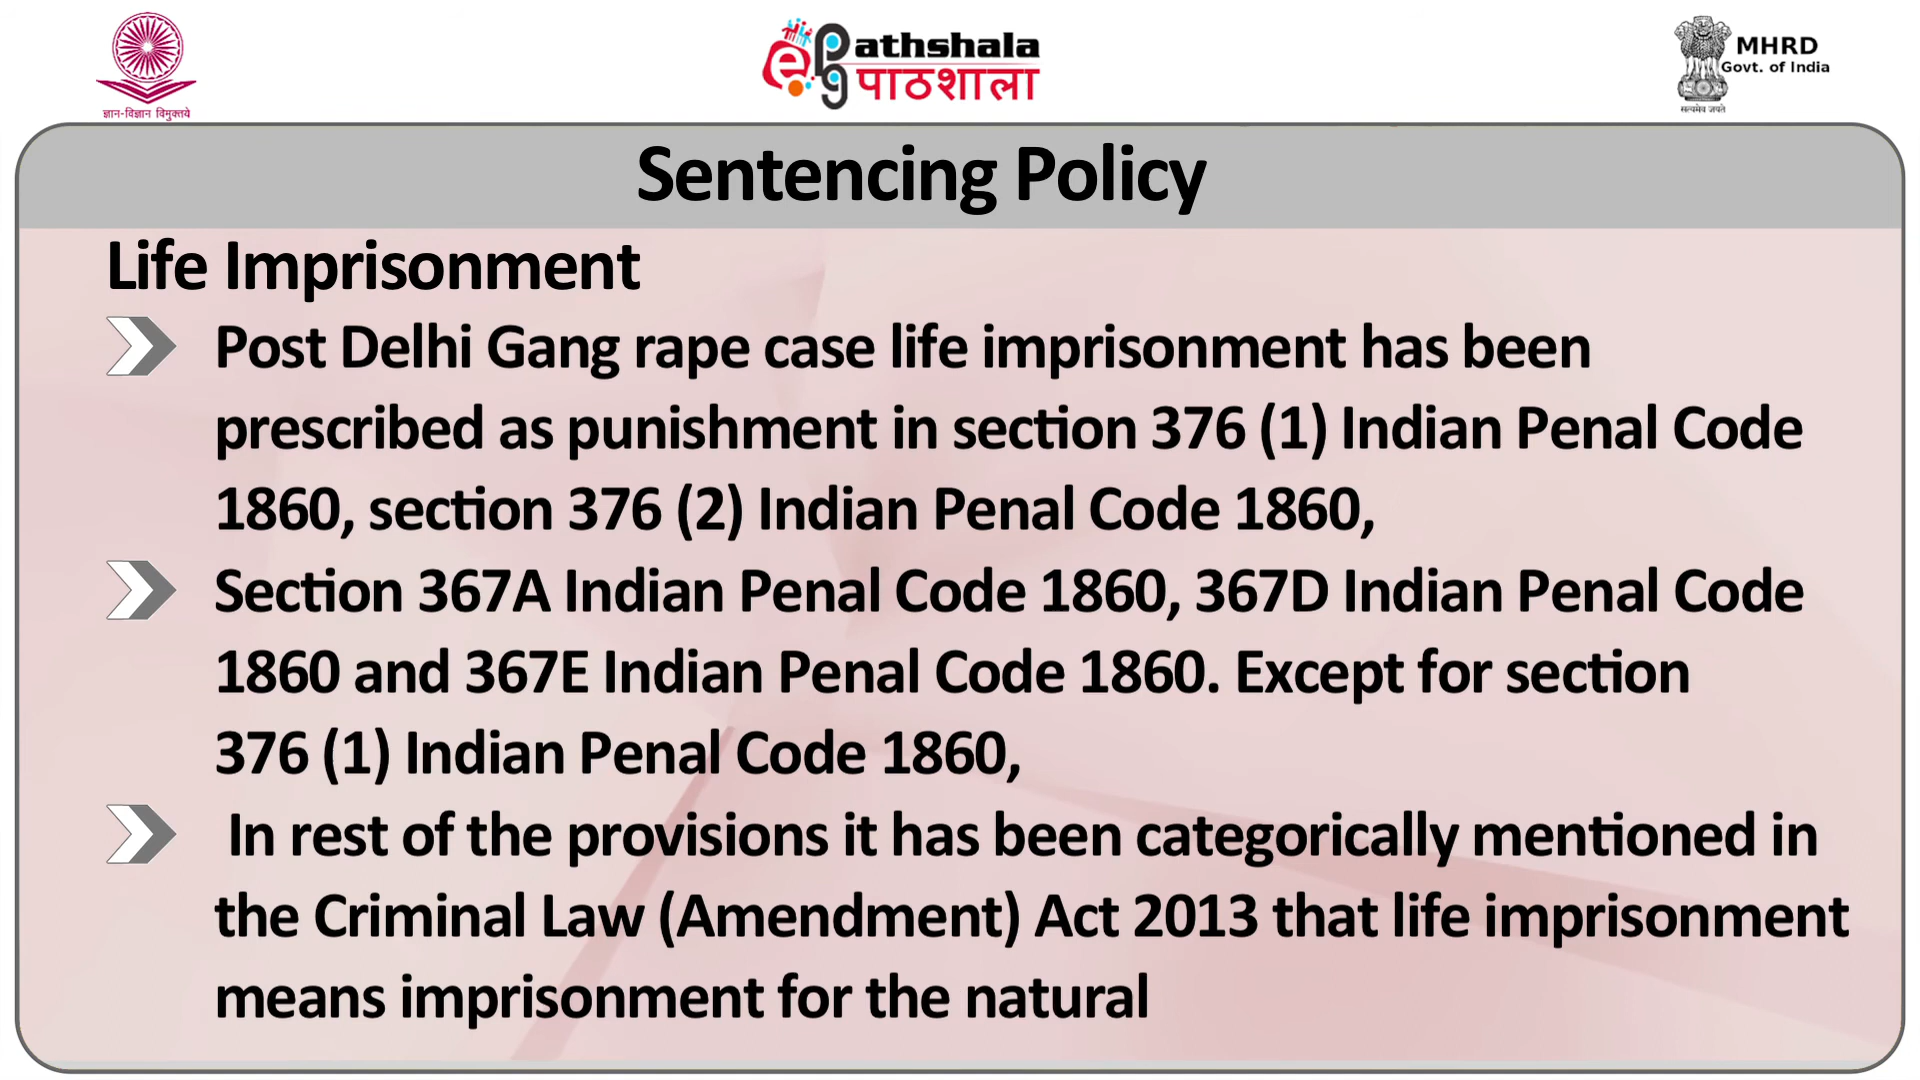 ज्ञान-विज्ञान विमुक्तये
ePG Pathshala
पाठशाला
MHRD
Govt. of India
सत्यमेव जयते
Sentencing Policy
Life Imprisonment
Post Delhi Gang rape case life imprisonment has been
prescribed as punishment in section 376 (1) Indian Penal Code
1860, section 376 (2) Indian Penal Code 1860,
Section 367A Indian Penal Code 1860, 367D Indian Penal Code
1860 and 367E Indian Penal Code 1860. Except for section
376 (1) Indian Penal Code 1860,
In rest of the provisions it has been categorically mentioned in
the Criminal Law (Amendment) Act 2013 that life imprisonment
means imprisonment for the natural